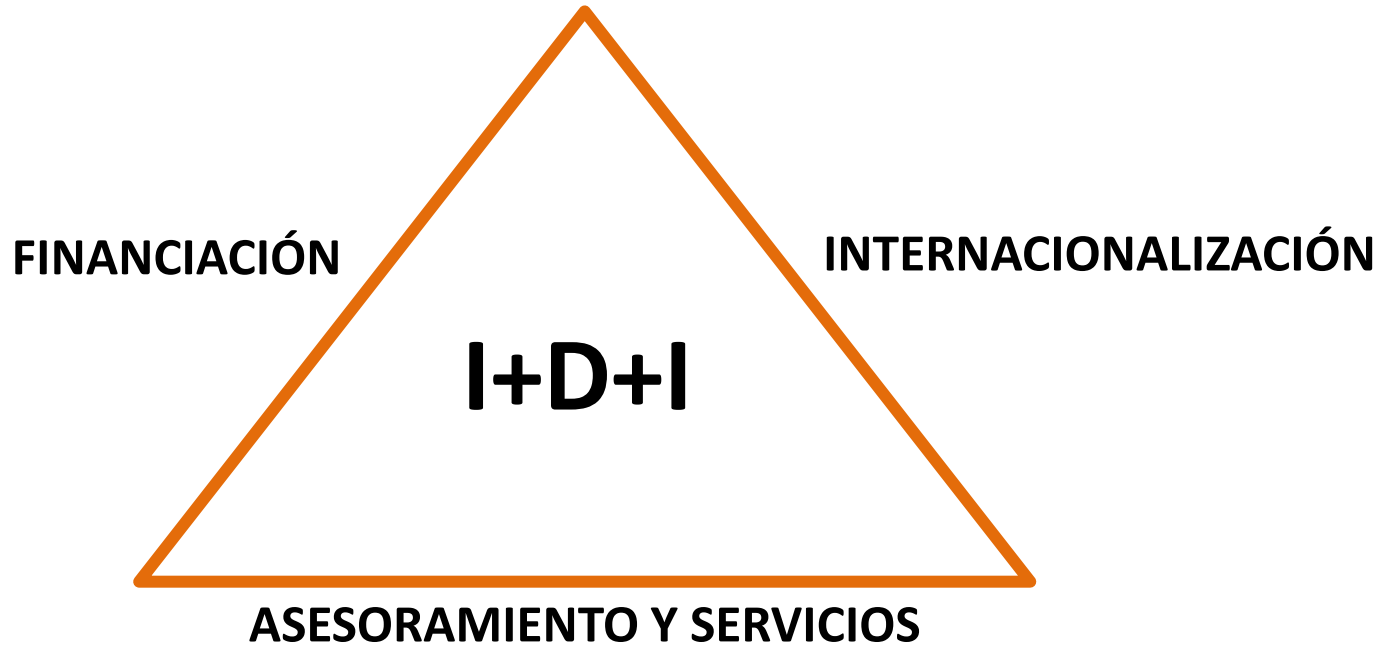 FINANCIACIÓN
INTERNACIONALIZACIÓN
I+D+I
ASESORAMIENTO Y SERVICIOS